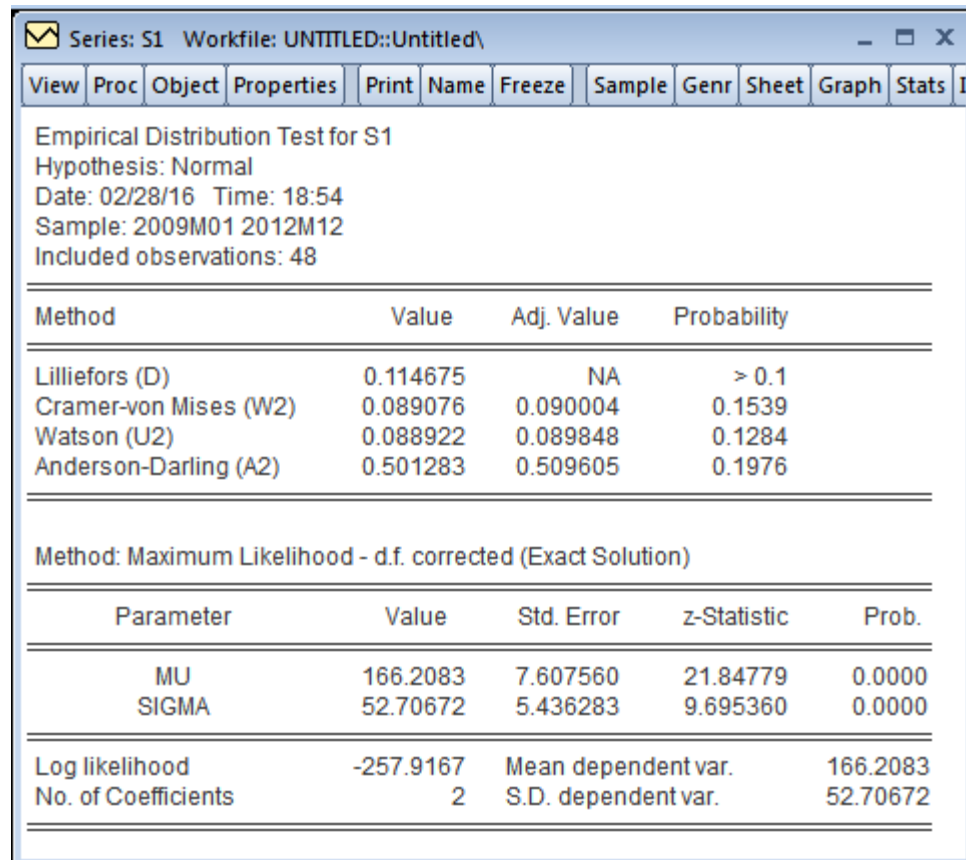 Series: S1 Workfile: UNTITLED::Untitled\
View Proc Object Properties Print Name Freeze Sample Genr Sheet Graph Stats
Empirical Distribution Test for S1
Hypothesis: Normal
Date: 02/28/16 Time: 18:54
Sample: 2009M01 2012M12
Included observations: 48
Method Value Adj. Value Probability
Lilliefors (D) 0.114675 NA > 0.1
Cramer-von Mises (W2) 0.089076 0.090004 0.1539
Watson (U2) 0.088922 0.089848 0.1284
Anderson-Darling (A2) 0.501283 0.509605 0.1976
Method: Maximum Likelihood - d.f. corrected (Exact Solution)
Parameter Value Std. Error z-Statistic Prob.
MU 166.2083 7.607560 21.84779 0.0000
SIGMA 52.70672 5.436283 9.695360 0.0000
Log likelihood -257.9167 Mean dependent var. 166.2083
No. of Coefficients 2 S.D. dependent var. 52.70672